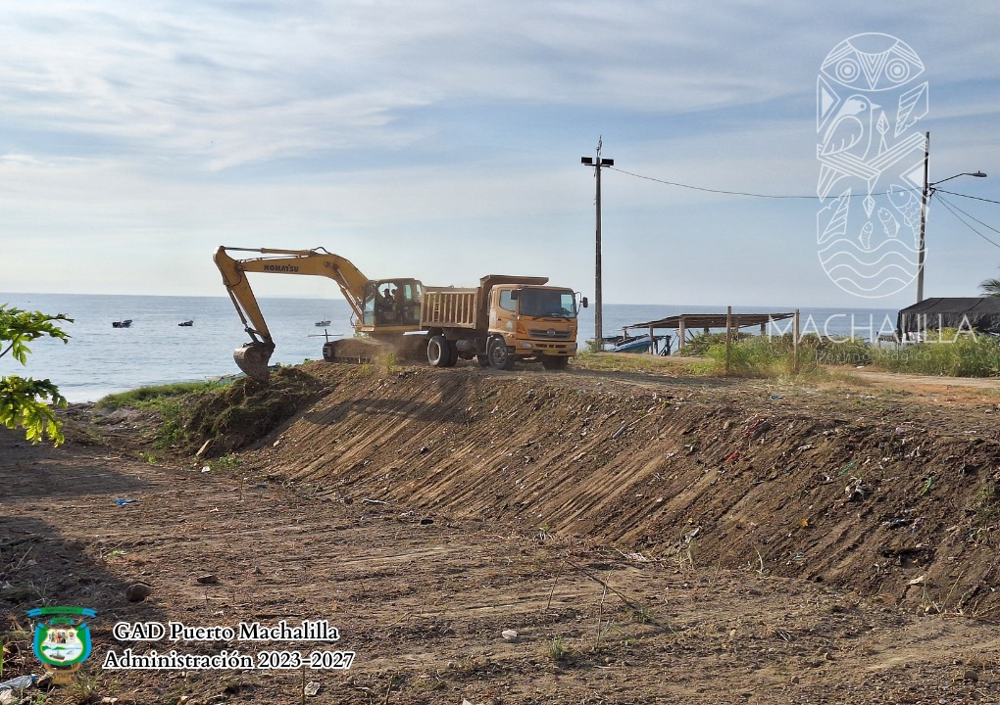 MACHALILLA
KOMATSU
GAD Puerto Machalilla
Administración 2023-2027